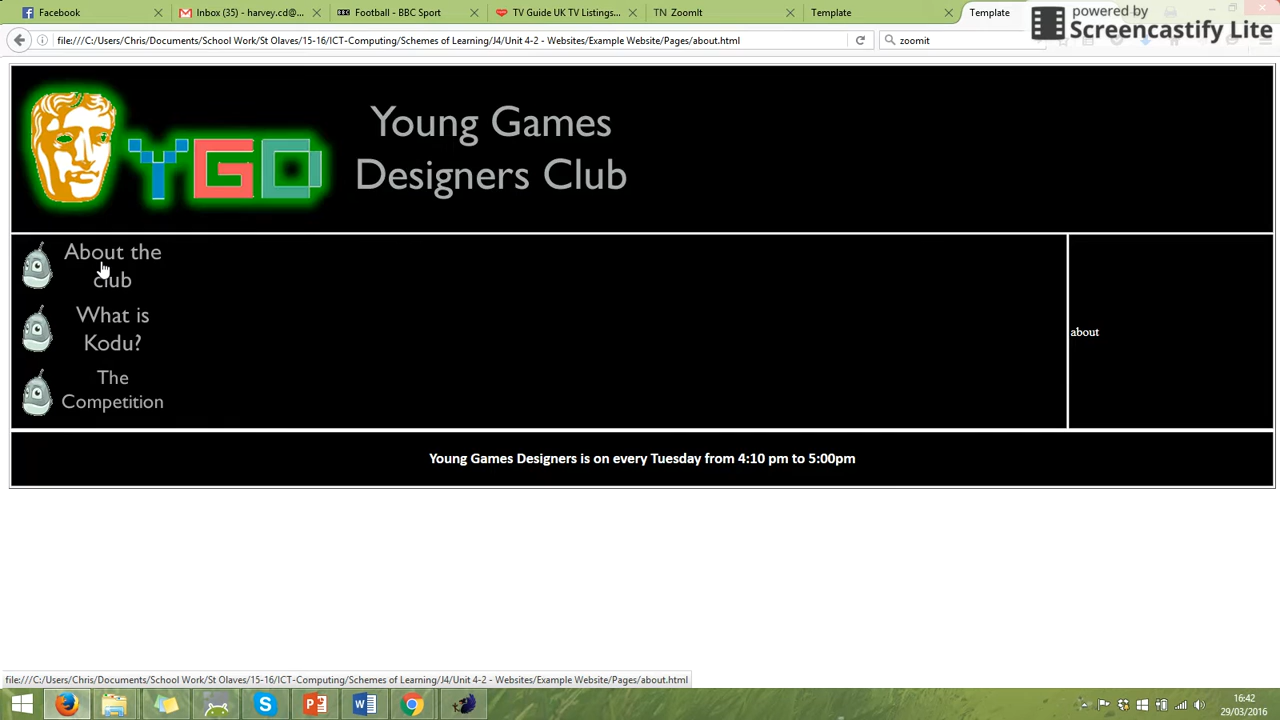 powered by
Screencastify Lite
Facebook
Inbox (35) - harvey.cd@...
Football - BBC Sport
TV Guide UK TV Listings...
TN ZoomIt
Template
Template
file:///C:/Users/Chris/Documents/School Work/St Olaves/15-16/ICT-Computing/Schemes of Learning/J4/Unit 4-2 - Websites/Example Website/Pages/about.html
zoomit
YGD
Young Games
Designers Club
About the
club
What is
Kodu?
The
Competition
about
Young Games Designers is on every Tuesday from 4:10 pm to 5:00pm
file:///C:/Users/Chris/Documents/School Work/St Olaves/15-16/ICT-Computing/Schemes of Learning/J4/Unit 4-2 - Websites/Example Website/Pages/about.html
16:42
29/03/2016